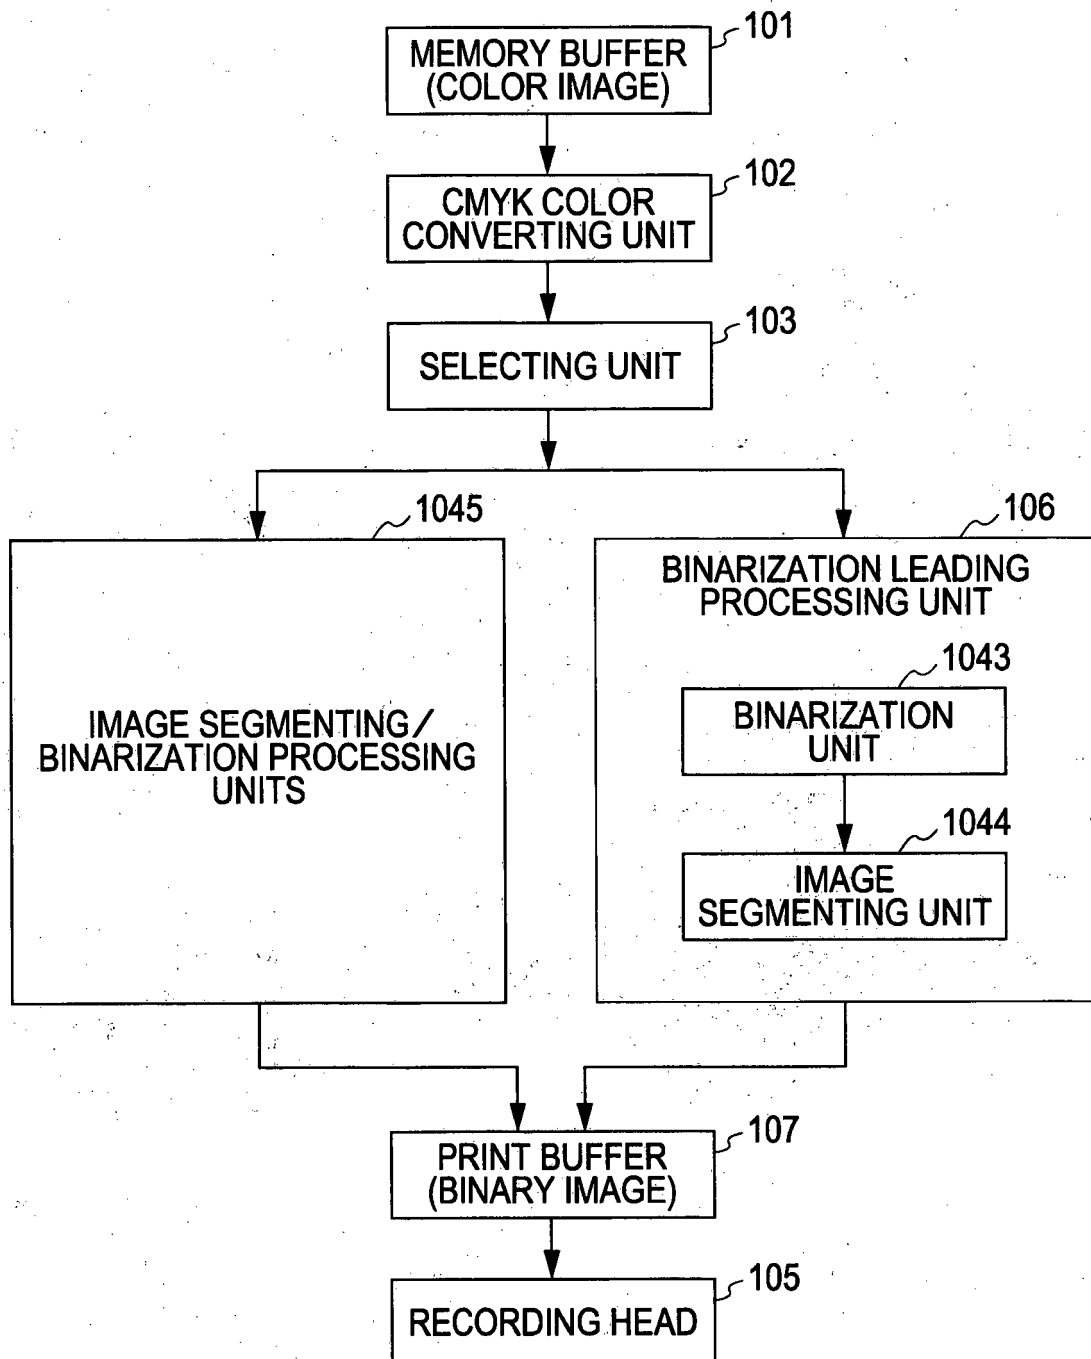 101
MEMORY BUFFER
(COLOR IMAGE)
102
CMYK COLOR
CONVERTING UNIT
103
SELECTING UNIT
1045
IMAGE SEGMENTING/
BINARIZATION PROCESSING
UNITS
106
BINARIZATION LEADING
PROCESSING UNIT
1043
BINARIZATION
UNIT
1044
IMAGE
SEGMENTING UNIT
107
PRINT BUFFER
(BINARY IMAGE)
105
RECORDING HEAD